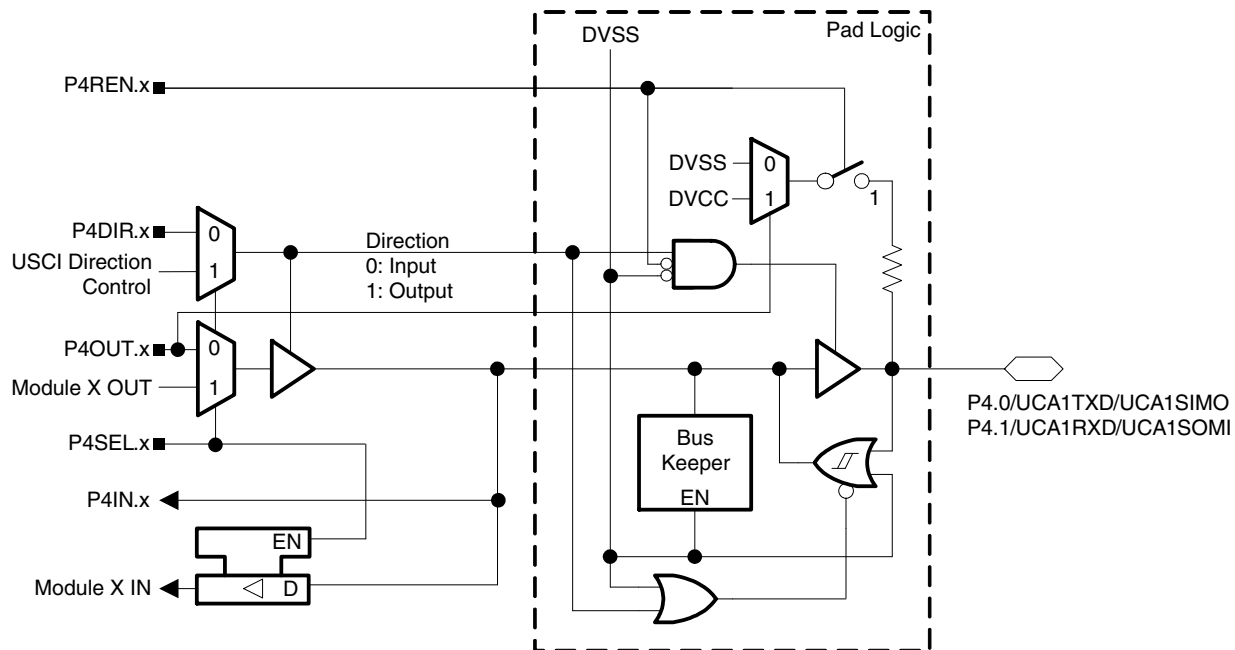 Pad Logic
DVSS
P4REN.x
DVSS
0
DVCC
1
1
P4DIR.x
0
USCI Direction
Control
1
Direction
0: Input
1: Output
P4OUT.x
0
Module X OUT
1
P4SEL.x
P4IN.x
EN
D
Module X IN
Bus
Keeper
EN
P4.0/UCA1TXD/UCA1SIMO
P4.1/UCA1RXD/UCA1SOMI